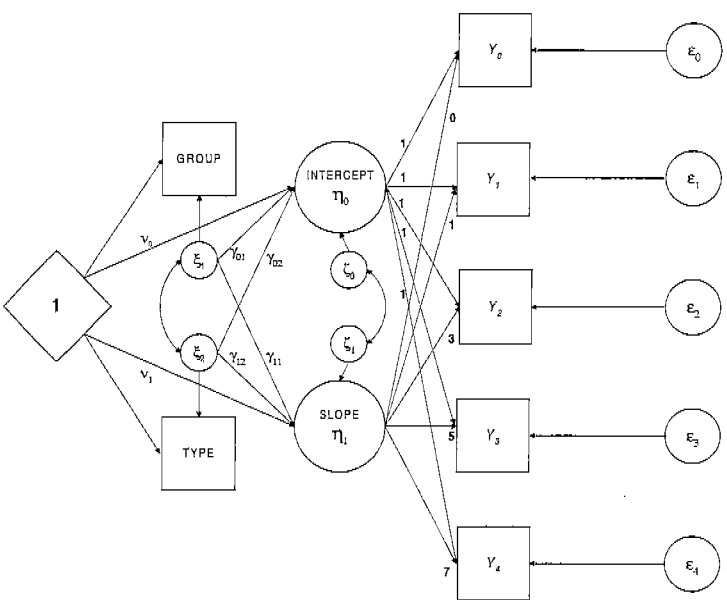 Y₀
ε₀
0
1
GROUP
INTERCEPT
η₀
1
Y₁
ε₁
1
1
ν₀
ξ₁
γ₀₁
γ₀₂
1
ζ₀
1
1
Y₂
ε₂
ζ₁
3
ξ₂
γ₁₂
γ₁₁
ν₁
SLOPE
η₁
5
Y₃
ε₃
TYPE
7
Y₄
ε₄